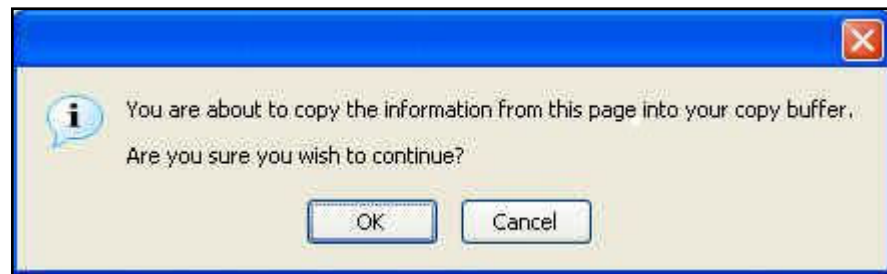 You are about to copy the information from this page into your copy buffer.
Are you sure you wish to continue?
OK Cancel